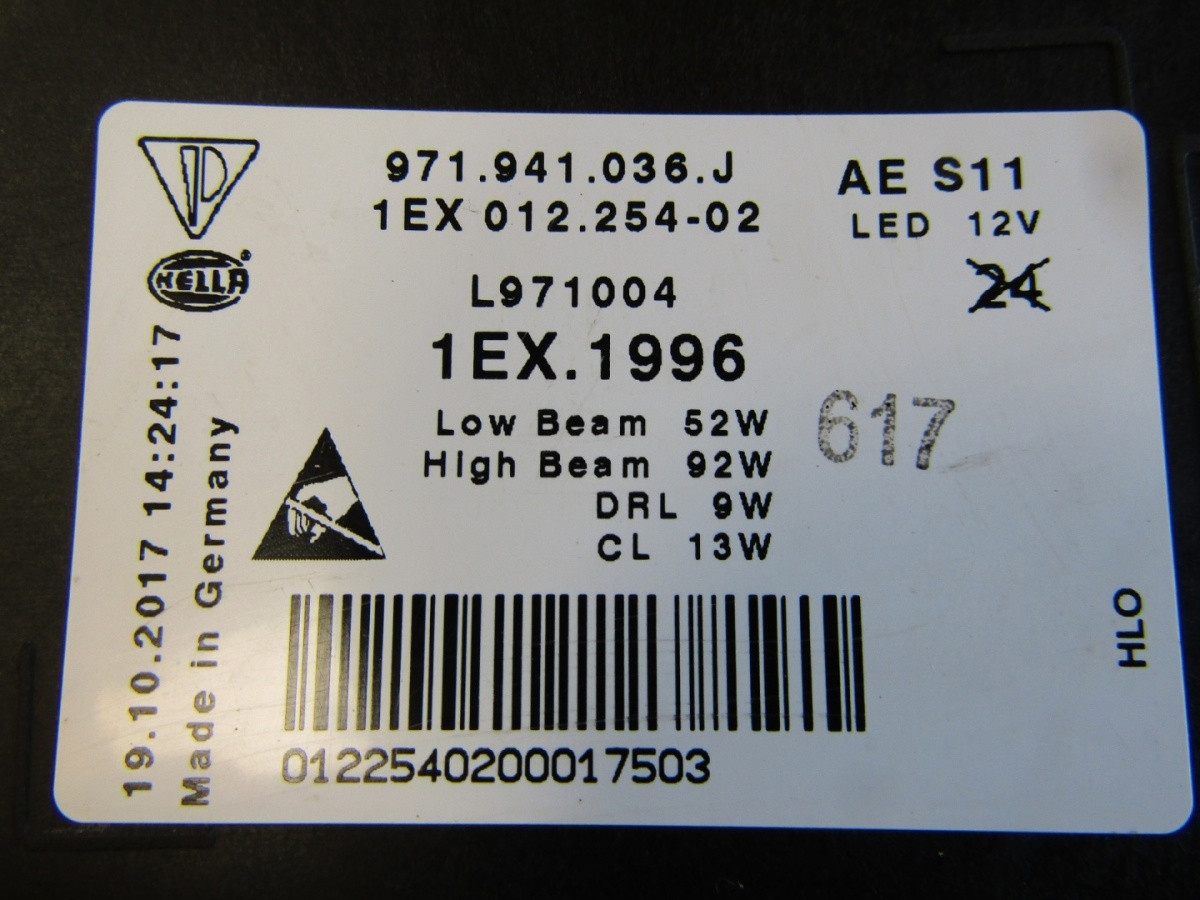 971.941.036.J
1EX 012.254-02
AE S11
LED 12V
24
HELLA
L971004
1EX.1996
Low Beam 52W
High Beam 92W
DRL 9W
CL 13W
617
19.10.2017 14:24:17
Made in Germany
HLO
0122540200017503